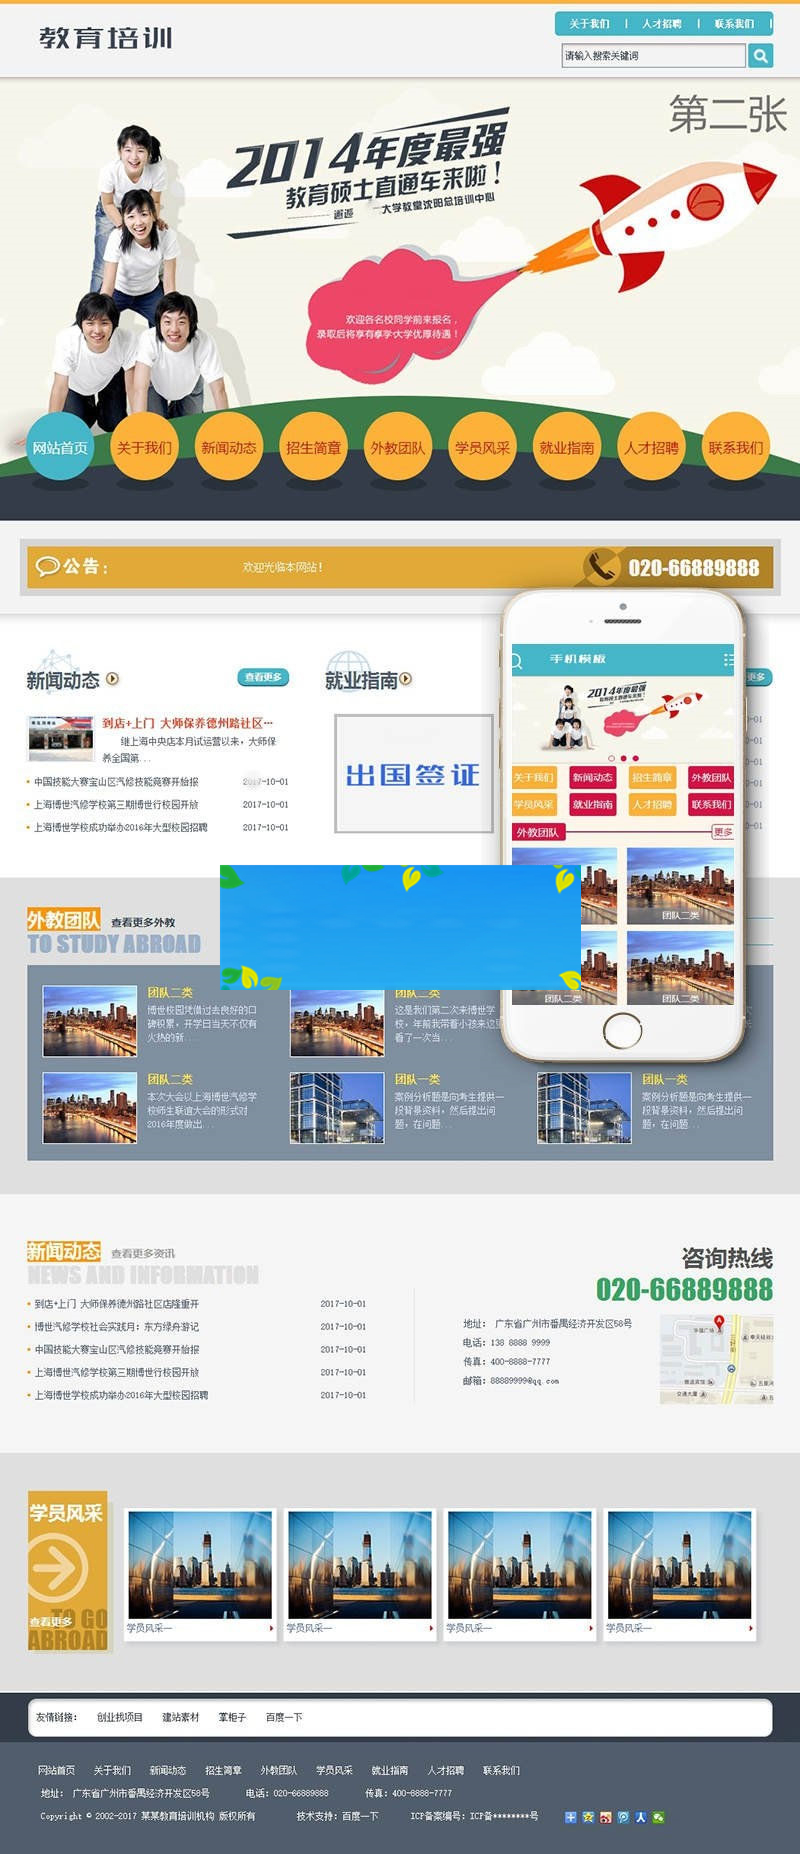 教育培训
关于我们 | 人才招聘 | 联系我们 |
请输入搜索关键词
第二张
2014年度最强
教育硕士直通车来啦！
邂逅
一大学教堂沈阳总培训中心
欢迎各名校同学前来报名，
录取后将享有享学大学优厚待遇！
网站首页 关于我们 新闻动态 招生简章 外教团队 学员风采 就业指南 人才招聘 联系我们
公告：
欢迎光临本网站！
020-66889888
新闻动态
查看更多
就业指南
更多
到店+上门 大师保养德州路社区…
继上海中央店本月试运营以来，大师保
养全国第...
中国技能大赛宝山区汽修技能竞赛开始报 2017-10-01
上海博世汽修学校第三期博世行校园开放 2017-10-01
上海博世学校成功举办2016年大型校园招聘 2017-10-01
出国签证
-01
-01
-01
-01
-01
-01
手机模板
2014年度最强
教育硕士直通车来啦！
关于我们 新闻动态 招生简章 外教团队
学员风采 就业指南 人才招聘 联系我们
外教团队
更多
团队二类
团队二类 团队二类
外教团队
查看更多外教
TO STUDY ABROAD
团队二类
博世校园凭借过去良好的口
碑积累，开学日当天不仅有
火热的新...
团队二类
这是我们第二次来博世学
校，年前我带着小孩来这里
看了一次当...
团队二类
本次大会以上海博世汽修学
校师生联谊大会的形式对
2016年度做出...
团队一类
案例分析题是向考生提供一
段背景资料，然后提出问
题，在问题...
团队一类
案例分析题是向考生提供一
段背景资料，然后提出问
题，在问题...
新闻动态
查看更多资讯
NEWS AND INFORMATION
到店+上门 大师保养德州路社区店隆重开 2017-10-01
博世汽修学校社会实践月：东方绿舟游记 2017-10-01
中国技能大赛宝山区汽修技能竞赛开始报 2017-10-01
上海博世汽修学校第三期博世行校园开放 2017-10-01
上海博世学校成功举办2016年大型校园招聘 2017-10-01
咨询热线
020-66889888
地址： 广东省广州市番禺经济开发区58号
电话：138 8888 9999
传真：400-8888-7777
邮箱：88889999@qq.com
A
华强广场
雅道宾馆
交通大厦
五星河
学员风采
查看更多
TO GO
ABROAD
学员风采一 学员风采一 学员风采一 学员风采一
友情链接： 创业找项目 建站素材 掌柜子 百度一下
网站首页 关于我们 新闻动态 招生简章 外教团队 学员风采 就业指南 人才招聘 联系我们
地址： 广东省广州市番禺经济开发区58号 电话：020-66889888 传真：400-8888-7777
Copyright © 2002-2017 某某教育培训机构 版权所有 技术支持：百度一下 ICP备案编号：ICP备********号